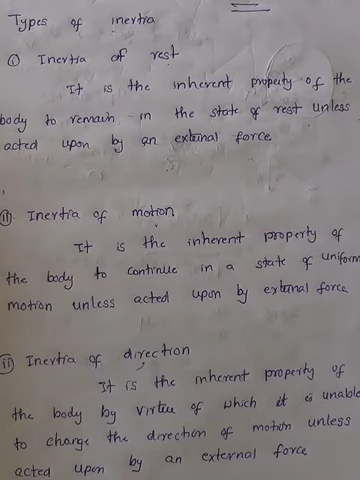 Types of inertia
i) Inertia of rest
It is the inherent property of the
body to remain in the state of rest unless
acted upon by an external force
ii) Inertia of motion
It is the inherent property of
the body to continue in a state of uniform
motion unless acted upon by external force
iii) Inertia of direction
It is the inherent property of
the body by virtue of which it is unable
to change the direction of motion unless
acted upon by an external force